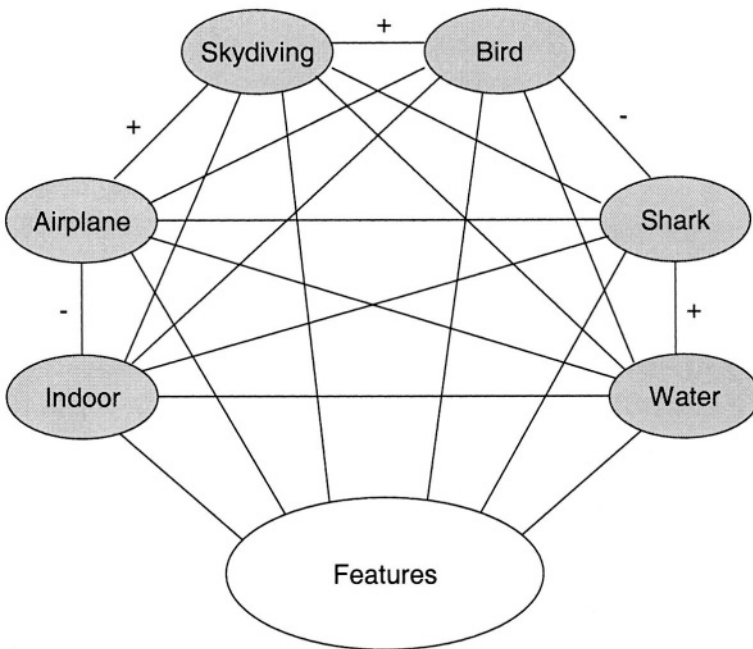 +
Skydiving
Bird
+
-
Airplane
Shark
-
+
Indoor
Water
Features